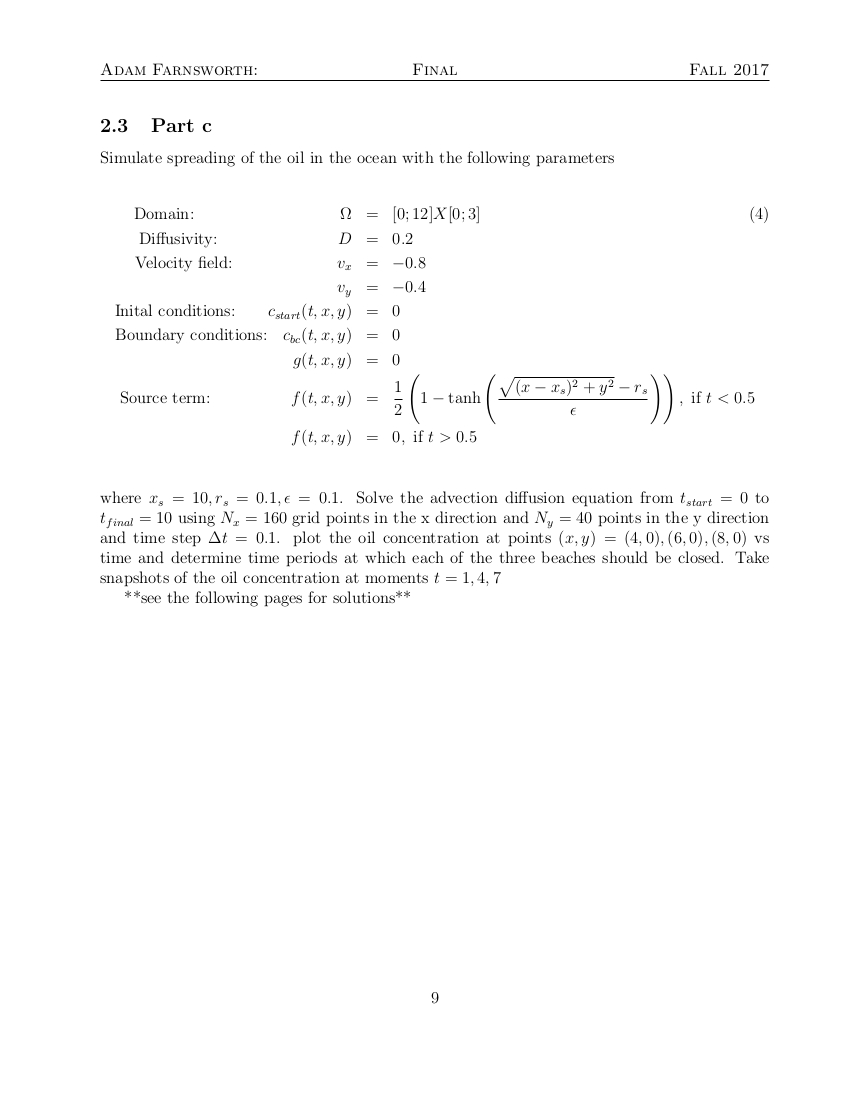 Adam Farnsworth: Final Fall 2017
2.3 Part c
Simulate spreading of the oil in the ocean with the following parameters
Domain: Ω = [0; 12]X[0; 3] (4)
Diffusivity: D = 0.2
Velocity field: v_x = −0.8
v_y = −0.4
Inital conditions: c_{start}(t, x, y) = 0
Boundary conditions: c_{bc}(t, x, y) = 0
g(t, x, y) = 0
Source term: f(t, x, y) = \frac{1}{2} \left( 1 − tanh \left( \frac{\sqrt{(x − x_s)^2 + y^2} − r_s}{ϵ} \right) \right), if t < 0.5
f(t, x, y) = 0, if t > 0.5
where x_s = 10, r_s = 0.1, ϵ = 0.1. Solve the advection diffusion equation from t_{start} = 0 to
t_{final} = 10 using N_x = 160 grid points in the x direction and N_y = 40 points in the y direction
and time step Δt = 0.1. plot the oil concentration at points (x, y) = (4, 0), (6, 0), (8, 0) vs
time and determine time periods at which each of the three beaches should be closed. Take
snapshots of the oil concentration at moments t = 1, 4, 7
**see the following pages for solutions**
9